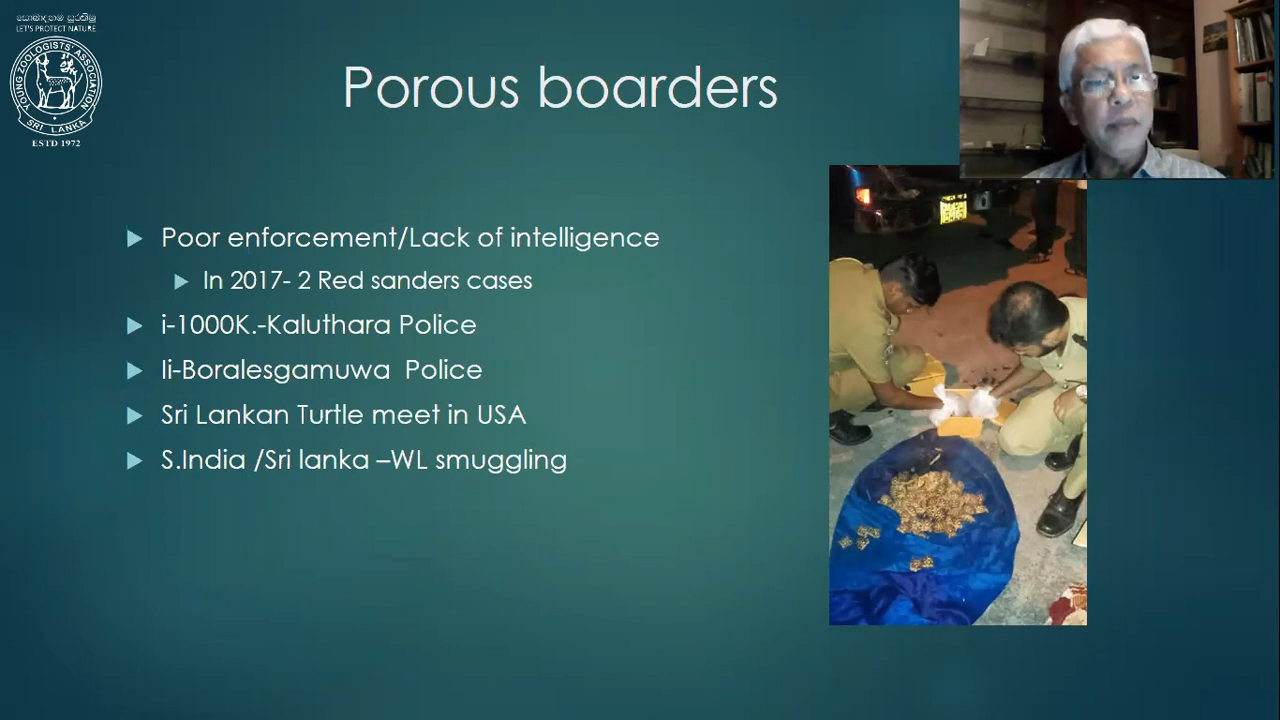 LET'S PROTECT NATURE
YOUNG ZOOLOGISTS' ASSOCIATION
SRI LANKA
ESTD 1972
Porous boarders
Poor enforcement/Lack of intelligence
In 2017- 2 Red sanders cases
i-1000K.-Kaluthara Police
Ii-Boralesgamuwa Police
Sri Lankan Turtle meet in USA
S.India /Sri lanka –WL smuggling